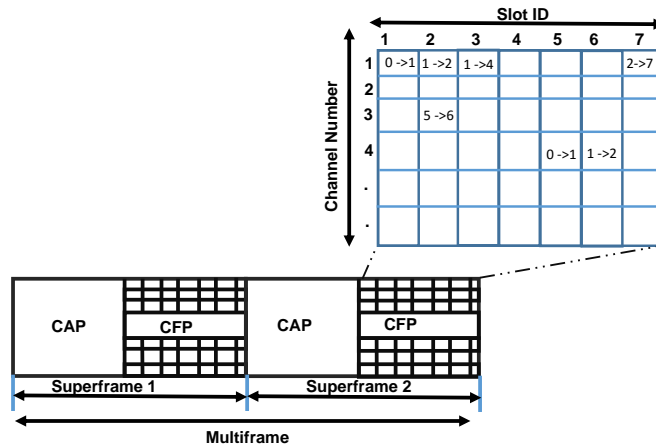 Slot ID
1 2 3 4 5 6 7
Channel Number
1 0 ->1 1 ->2 1 ->4 2->7
2
3 5 ->6
4 0 ->1 1 ->2
.
.
CAP CFP CAP CFP
Superframe 1 Superframe 2
Multiframe